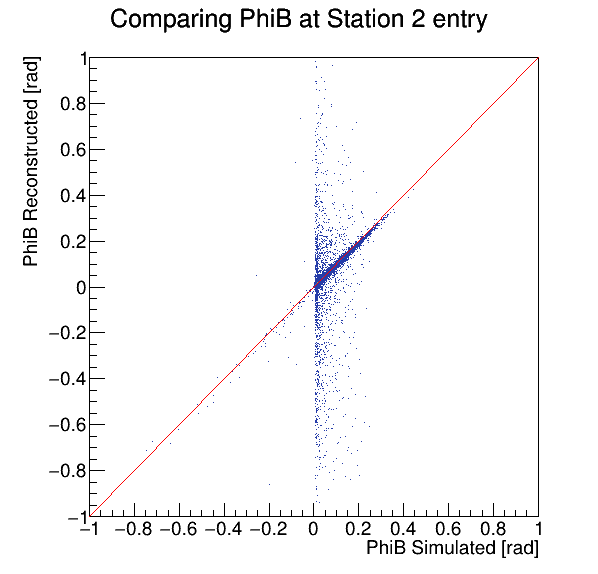 Comparing PhiB at Station 2 entry
PhiB Reconstructed [rad]
1
0.8
0.6
0.4
0.2
0
−0.2
−0.4
−0.6
−0.8
−1
−1 −0.8 −0.6 −0.4 −0.2 0 0.2 0.4 0.6 0.8 1
PhiB Simulated [rad]